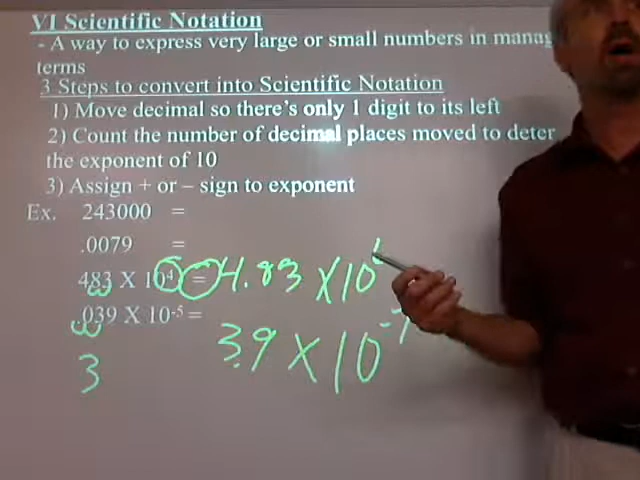 VI Scientific Notation
- A way to express very large or small numbers in manag
terms
3 Steps to convert into Scientific Notation
1) Move decimal so there's only 1 digit to its left
2) Count the number of decimal places moved to deter
the exponent of 10
3) Assign + or – sign to exponent
Ex. 243000 =
.0079 =
483 X 10⁴ = 4.83 X 10⁶
.039 X 10⁻⁵ = 3.9 X 10⁻⁷
3